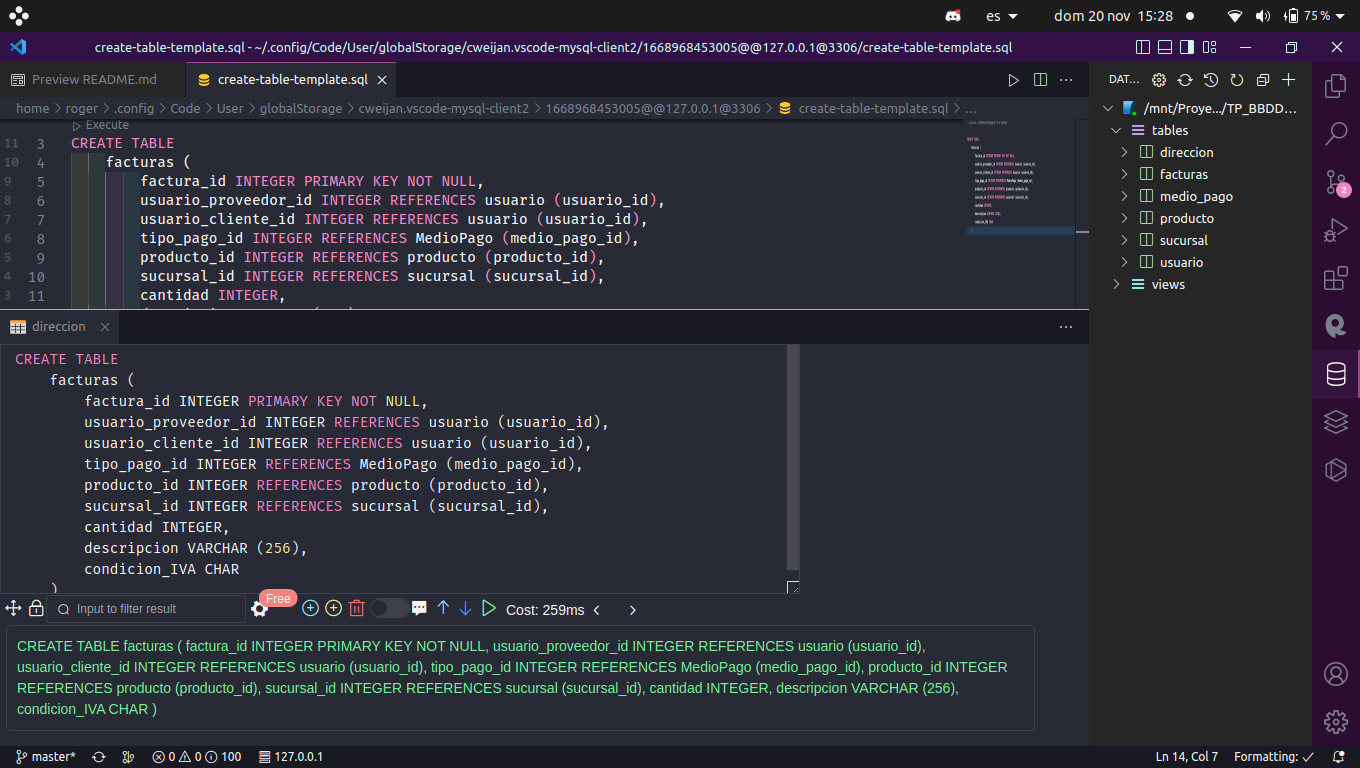 es
dom 20 nov 15:28
75 %
create-table-template.sql - ~/.config/Code/User/globalStorage/cweijan.vscode-mysql-client2/1668968453005@@127.0.0.1@3306/create-table-template.sql
Preview README.md
create-table-template.sql
DAT...
home > roger > .config > Code > User > globalStorage > cweijan.vscode-mysql-client2 > 1668968453005@@127.0.0.1@3306 > create-table-template.sql > ...
Execute
11 3 CREATE TABLE
10 4 facturas (
9 5 factura_id INTEGER PRIMARY KEY NOT NULL,
8 6 usuario_proveedor_id INTEGER REFERENCES usuario (usuario_id),
7 7 usuario_cliente_id INTEGER REFERENCES usuario (usuario_id),
6 8 tipo_pago_id INTEGER REFERENCES MedioPago (medio_pago_id),
5 9 producto_id INTEGER REFERENCES producto (producto_id),
4 10 sucursal_id INTEGER REFERENCES sucursal (sucursal_id),
3 11 cantidad INTEGER,
/mnt/Proye.../TP_BBDD...
tables
direccion
facturas
medio_pago
producto
sucursal
usuario
views
2
direccion
CREATE TABLE
facturas (
factura_id INTEGER PRIMARY KEY NOT NULL,
usuario_proveedor_id INTEGER REFERENCES usuario (usuario_id),
usuario_cliente_id INTEGER REFERENCES usuario (usuario_id),
tipo_pago_id INTEGER REFERENCES MedioPago (medio_pago_id),
producto_id INTEGER REFERENCES producto (producto_id),
sucursal_id INTEGER REFERENCES sucursal (sucursal_id),
cantidad INTEGER,
descripcion VARCHAR (256),
condicion_IVA CHAR
)
Input to filter result
Free
Cost: 259ms
CREATE TABLE facturas ( factura_id INTEGER PRIMARY KEY NOT NULL, usuario_proveedor_id INTEGER REFERENCES usuario (usuario_id),
usuario_cliente_id INTEGER REFERENCES usuario (usuario_id), tipo_pago_id INTEGER REFERENCES MedioPago (medio_pago_id), producto_id INTEGER
REFERENCES producto (producto_id), sucursal_id INTEGER REFERENCES sucursal (sucursal_id), cantidad INTEGER, descripcion VARCHAR (256),
condicion_IVA CHAR )
master*
0 0 100
127.0.0.1
Ln 14, Col 7
Formatting: ✓